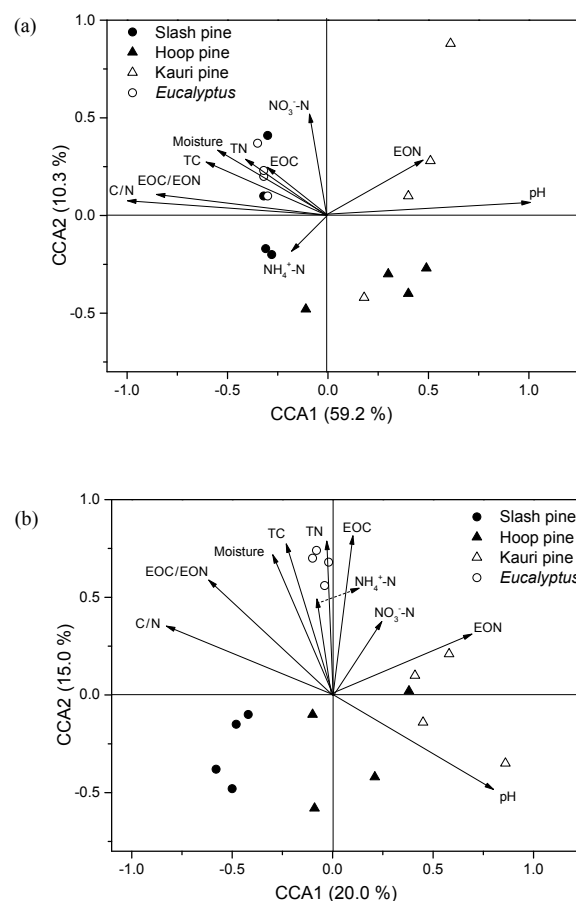 (a)
Slash pine
Hoop pine
Kauri pine
Eucalyptus
NO₃⁻-N
Moisture
TN
EOC
TC
EON
EOC/EON
C/N
pH
NH₄⁺-N
1.0
0.5
0.0
-0.5
CCA2 (10.3 %)
-1.0 -0.5 0.0 0.5 1.0
CCA1 (59.2 %)
(b)
Slash pine
Hoop pine
Kauri pine
Eucalyptus
TC
TN
EOC
Moisture
EOC/EON
NH₄⁺-N
NO₃⁻-N
C/N
EON
pH
1.0
0.5
0.0
-0.5
CCA2 (15.0 %)
-1.0 -0.5 0.0 0.5 1.0
CCA1 (20.0 %)